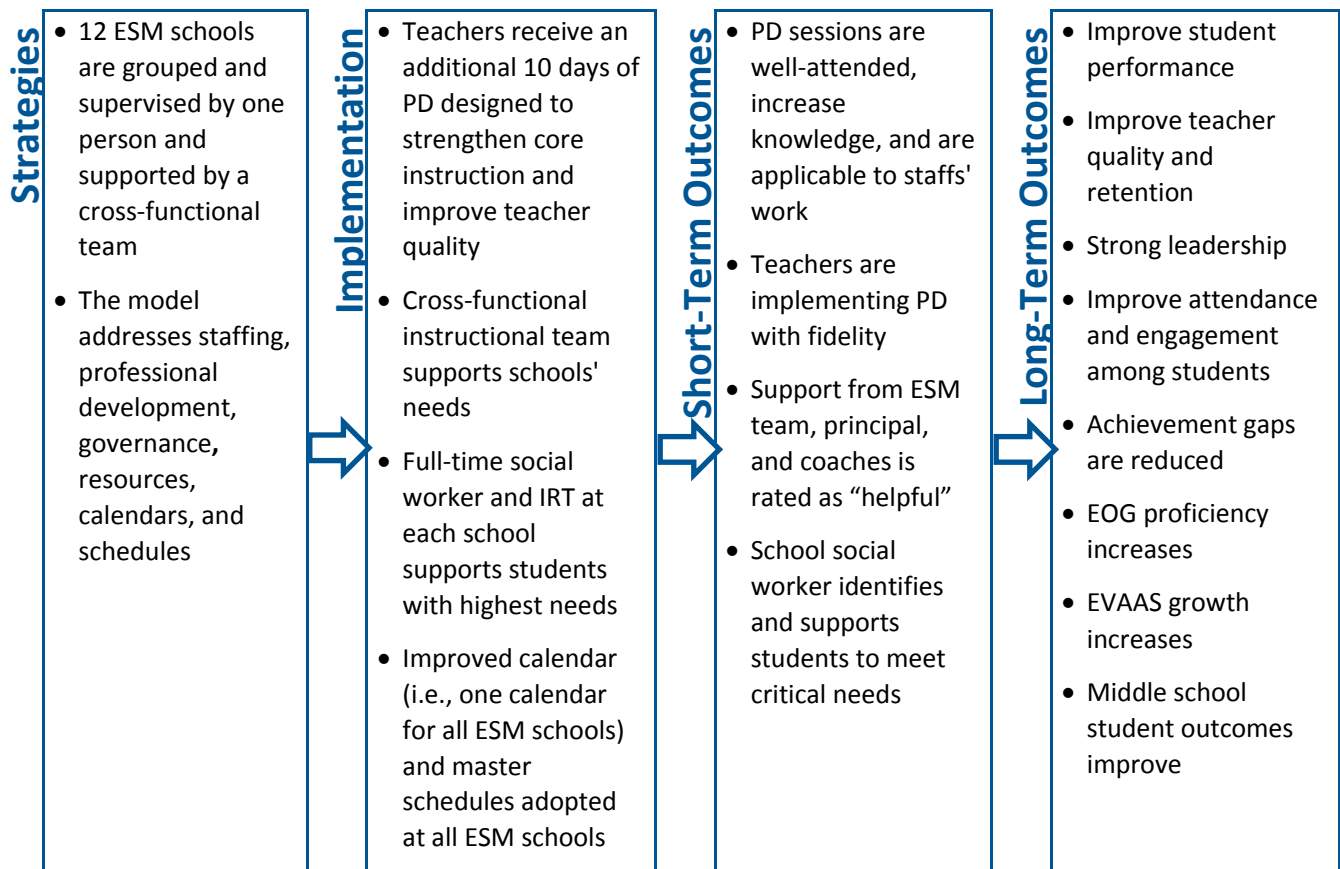 Strategies
• 12 ESM schools
are grouped and
supervised by one
person and
supported by a
cross-functional
team
• The model
addresses staffing,
professional
development,
governance,
resources,
calendars, and
schedules
Implementation
• Teachers receive an
additional 10 days of
PD designed to
strengthen core
instruction and
improve teacher
quality
• Cross-functional
instructional team
supports schools'
needs
• Full-time social
worker and IRT at
each school
supports students
with highest needs
• Improved calendar
(i.e., one calendar
for all ESM schools)
and master
schedules adopted
at all ESM schools
Short-Term Outcomes
• PD sessions are
well-attended,
increase
knowledge, and are
applicable to staffs'
work
• Teachers are
implementing PD
with fidelity
• Support from ESM
team, principal,
and coaches is
rated as “helpful”
• School social
worker identifies
and supports
students to meet
critical needs
Long-Term Outcomes
• Improve student
performance
• Improve teacher
quality and
retention
• Strong leadership
• Improve attendance
and engagement
among students
• Achievement gaps
are reduced
• EOG proficiency
increases
• EVAAS growth
increases
• Middle school
student outcomes
improve